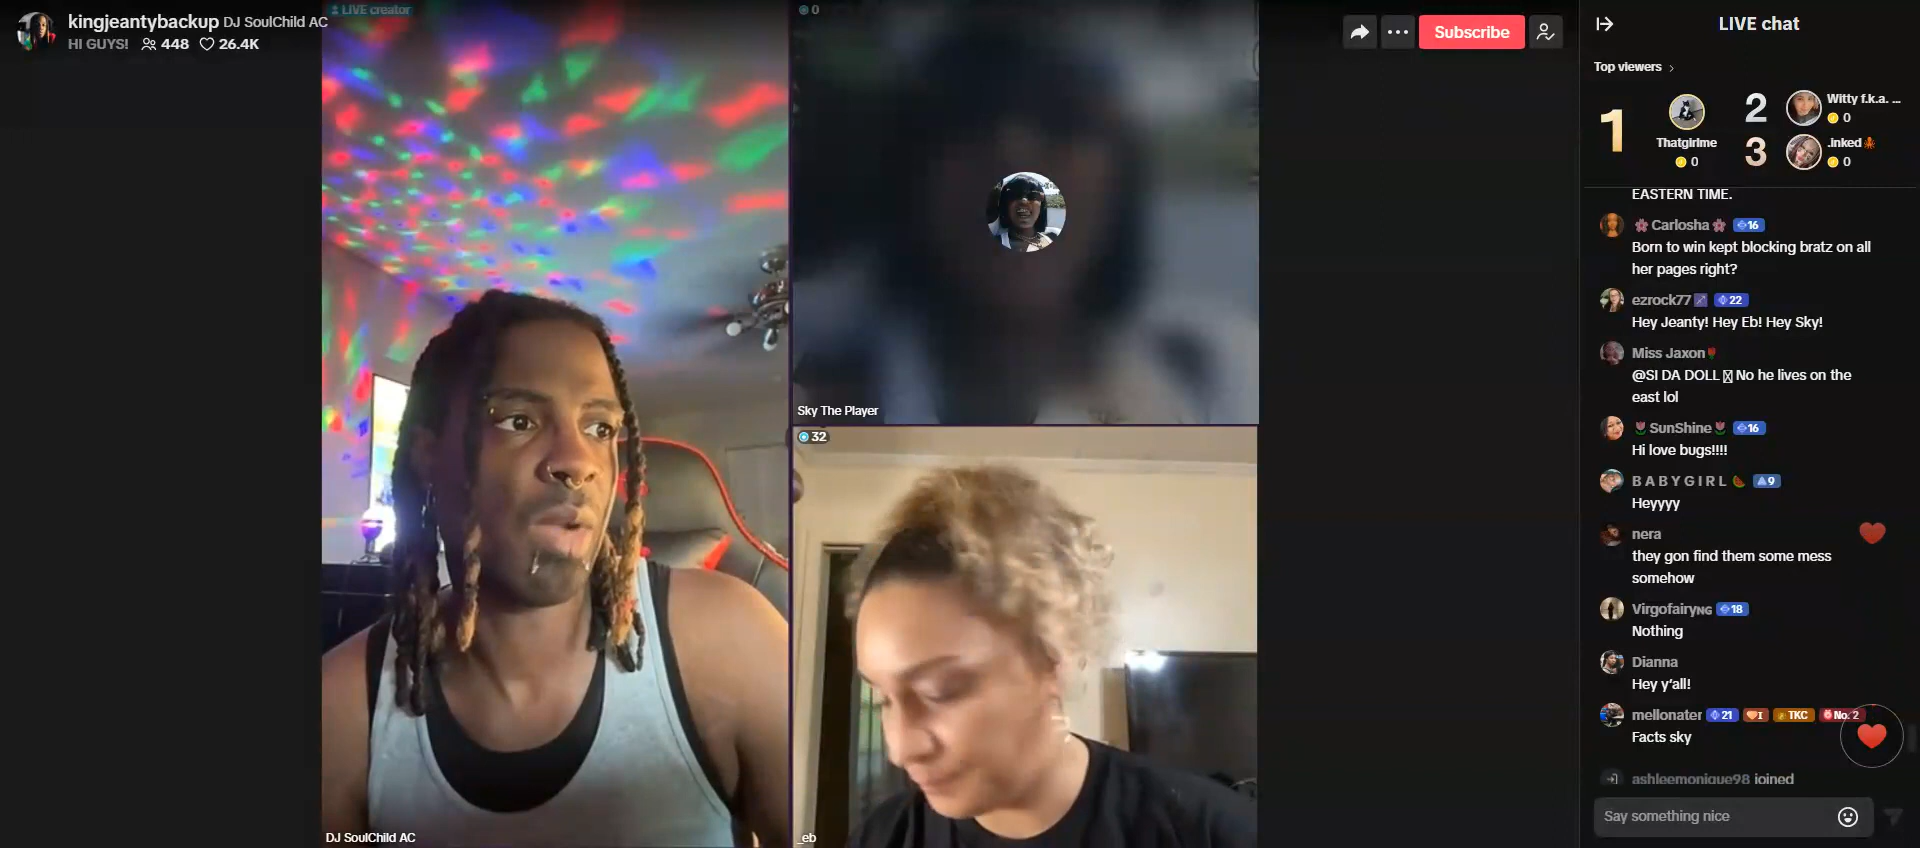 kingjeantybackup DJ SoulChild AC
HI GUYS! 448 26.4K
LIVE creator
0
Sky The Player
32
DJ SoulChild AC
_eb
Subscribe
LIVE chat
Top viewers
1
Thatgirlme
0
2
Witty f.k.a. ...
0
3
.inked
0
EASTERN TIME.
Carlosha 16
Born to win kept blocking bratz on all
her pages right?
ezrock77 22
Hey Jeanty! Hey Eb! Hey Sky!
Miss Jaxon
@SI DA DOLL No he lives on the
east lol
SunShine 16
Hi love bugs!!!!
B A B Y G I R L 9
Heyyyy
nera
they gon find them some mess
somehow
VirgofairyNG 18
Nothing
Dianna
Hey y'all!
mellonater 21 I TKC No. 2
Facts sky
ashleemonique98 joined
Say something nice